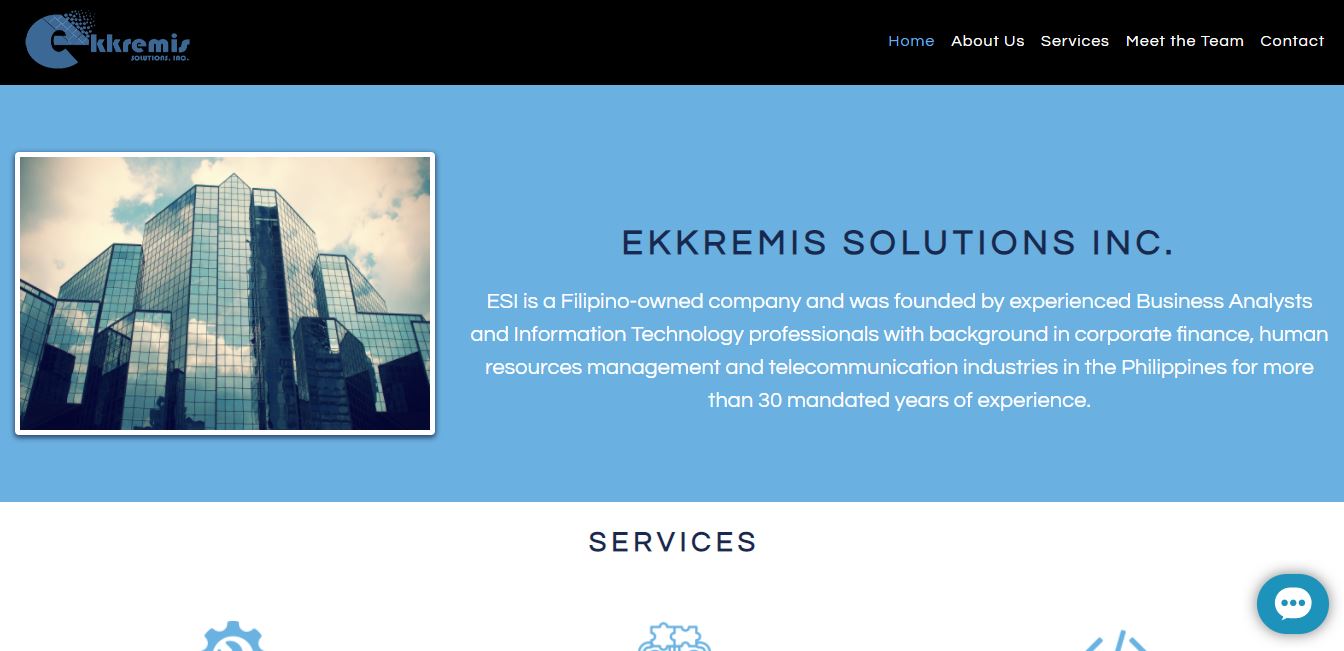 ekkremis
SOLUTIONS, INC.
Home About Us Services Meet the Team Contact
EKKREMIS SOLUTIONS INC.
ESI is a Filipino-owned company and was founded by experienced Business Analysts
and Information Technology professionals with background in corporate finance, human
resources management and telecommunication industries in the Philippines for more
than 30 mandated years of experience.
SERVICES